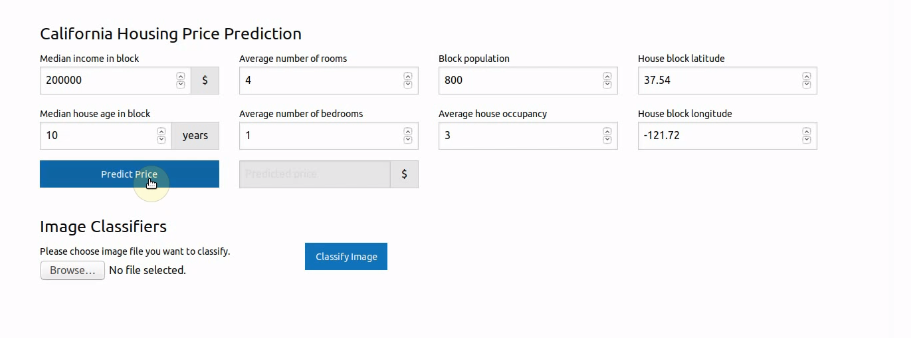 California Housing Price Prediction
Median income in block Average number of rooms Block population House block latitude
200000 $ 4 800 37.54
Median house age in block Average number of bedrooms Average house occupancy House block longitude
10 years 1 3 -121.72
Predict Price Predicted price $
Image Classifiers
Please choose image file you want to classify.
Classify Image
Browse... No file selected.